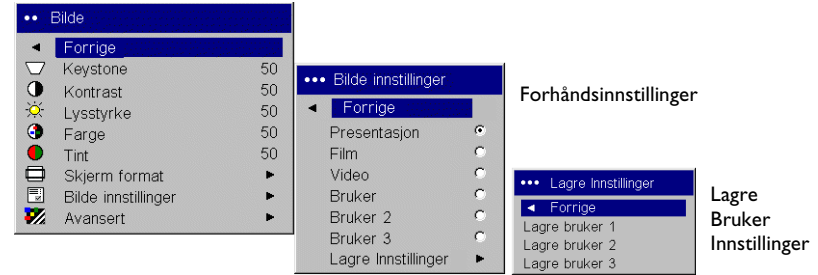 Bilde
Forrige
Keystone 50
Kontrast 50
Lysstyrke 50
Farge 50
Tint 50
Skjerm format
Bilde innstillinger
Avansert
Bilde innstillinger
Forrige
Presentasjon
Film
Video
Bruker
Bruker 2
Bruker 3
Lagre Innstillinger
Forhåndsinnstillinger
Lagre Innstillinger
Forrige
Lagre bruker 1
Lagre bruker 2
Lagre bruker 3
Lagre
Bruker
Innstillinger